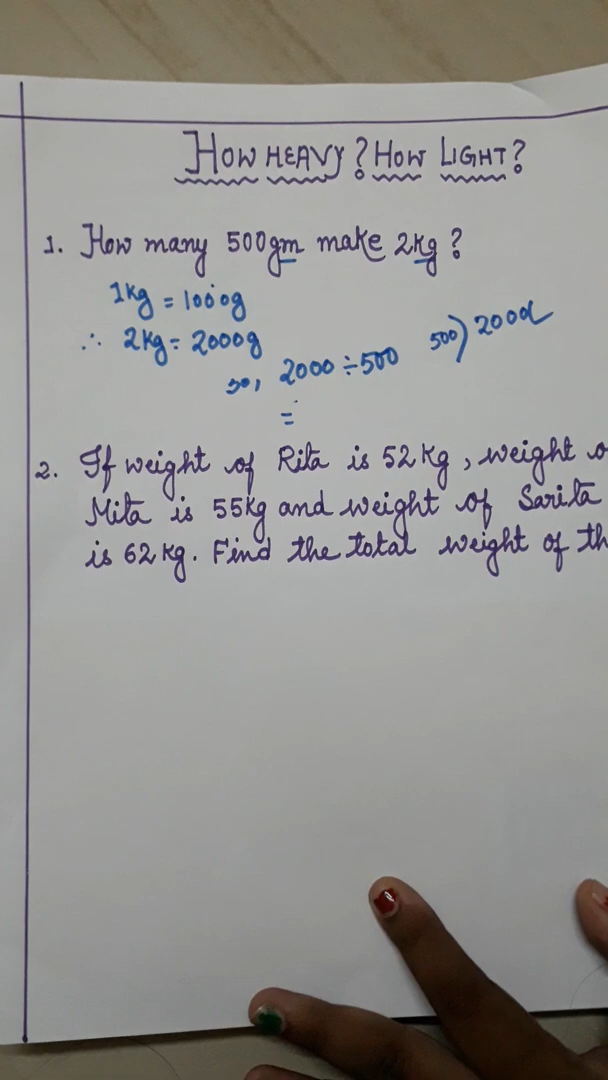 HOW HEAVY? HOW LIGHT?
1. How many 500gm make 2kg?
1Kg = 1000g
∴ 2Kg = 2000g
so, 2000 ÷ 500
500) 2000
=
2. If weight of Rita is 52 kg, weight
Mita is 55kg and weight of Sarita
is 62 kg. Find the total weight of